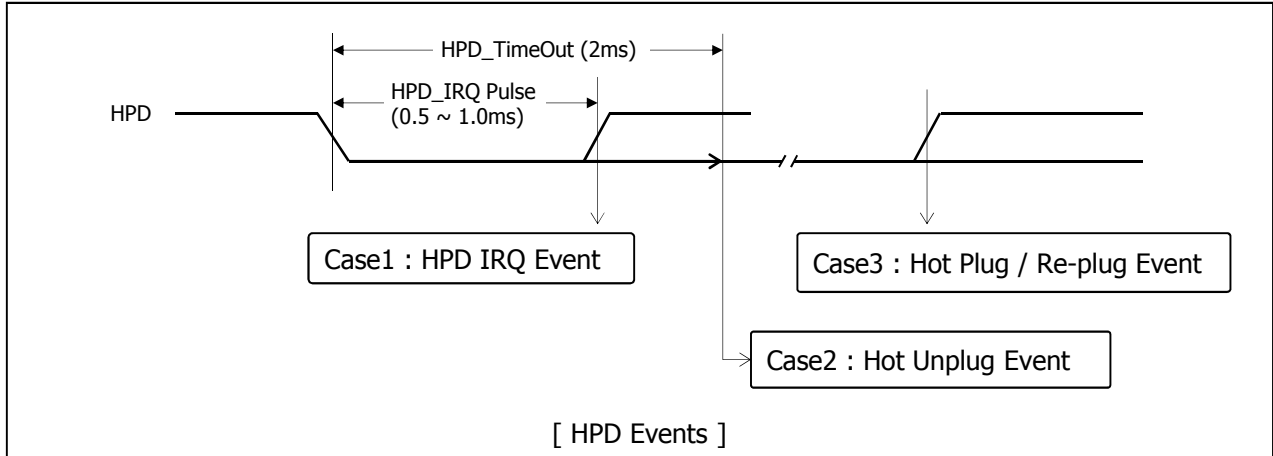 HPD_TimeOut (2ms)
HPD_IRQ Pulse
(0.5 ~ 1.0ms)
HPD
Case1 : HPD IRQ Event
Case3 : Hot Plug / Re-plug Event
Case2 : Hot Unplug Event
[ HPD Events ]